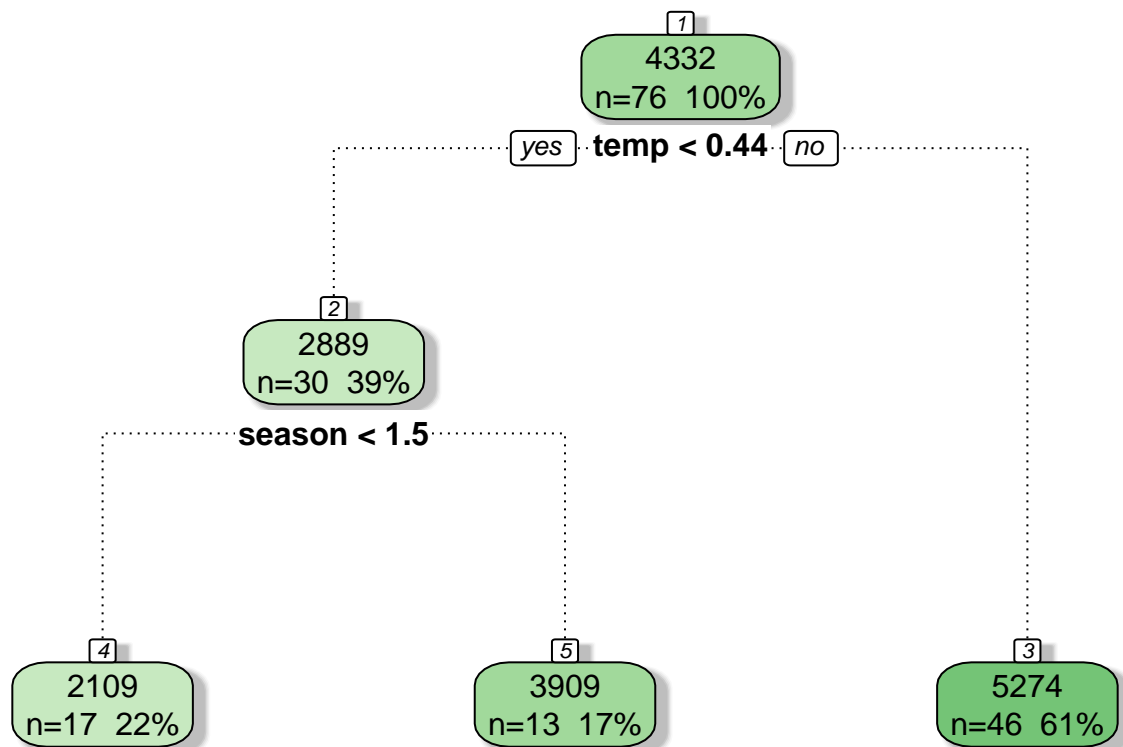 1
4332
n=76 100%
yes temp < 0.44 no
2
2889
n=30 39%
season < 1.5
4
2109
n=17 22%
5
3909
n=13 17%
3
5274
n=46 61%